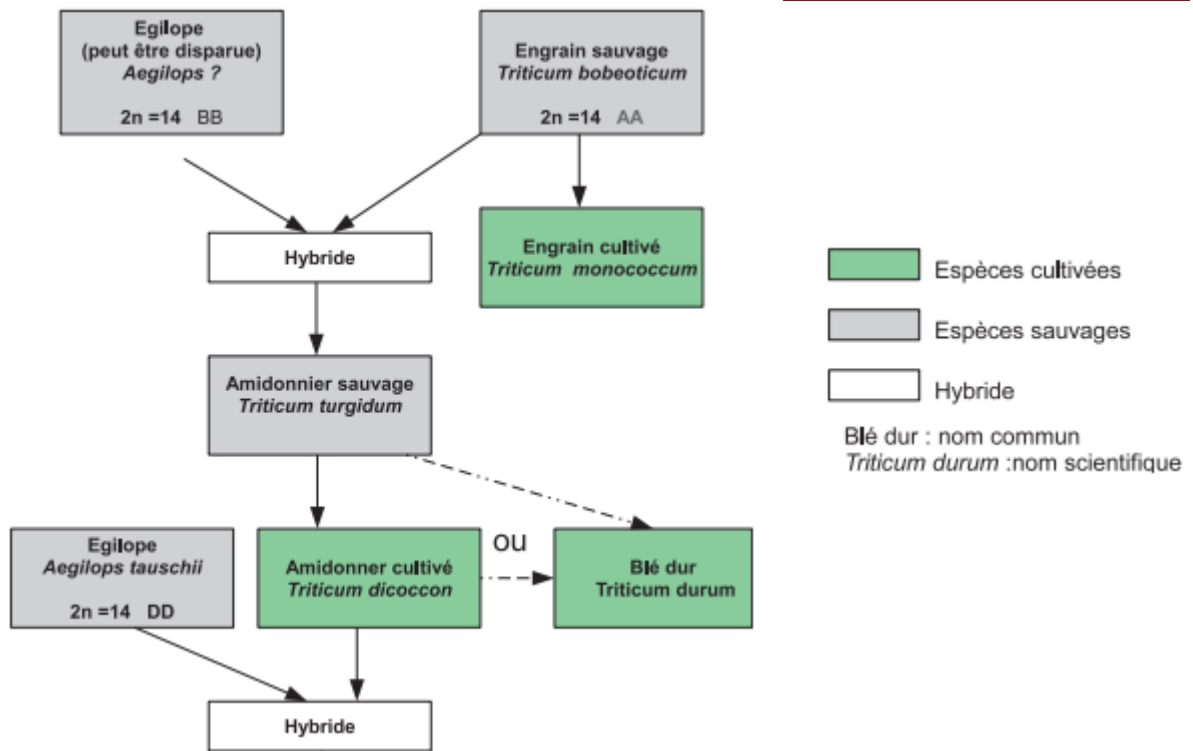 Egilope
(peut être disparue)
Aegilops ?
2n =14 BB
Engrain sauvage
Triticum bobeoticum
2n =14 AA
Hybride
Engrain cultivé
Triticum monococcum
Espèces cultivées
Espèces sauvages
Hybride
Blé dur : nom commun
Triticum durum :nom scientifique
Amidonnier sauvage
Triticum turgidum
Egilope
Aegilops tauschii
2n =14 DD
Amidonner cultivé
Triticum dicoccon
ou
Blé dur
Triticum durum
Hybride